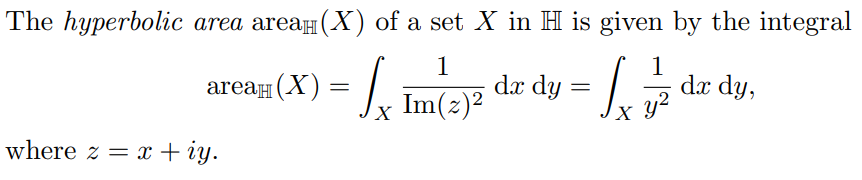 The hyperbolic area area_ℍ(X) of a set X in ℍ is given by the integral
area_ℍ(X) = ∫_X 1/Im(z)² dx dy = ∫_X 1/y² dx dy,
where z = x + iy.